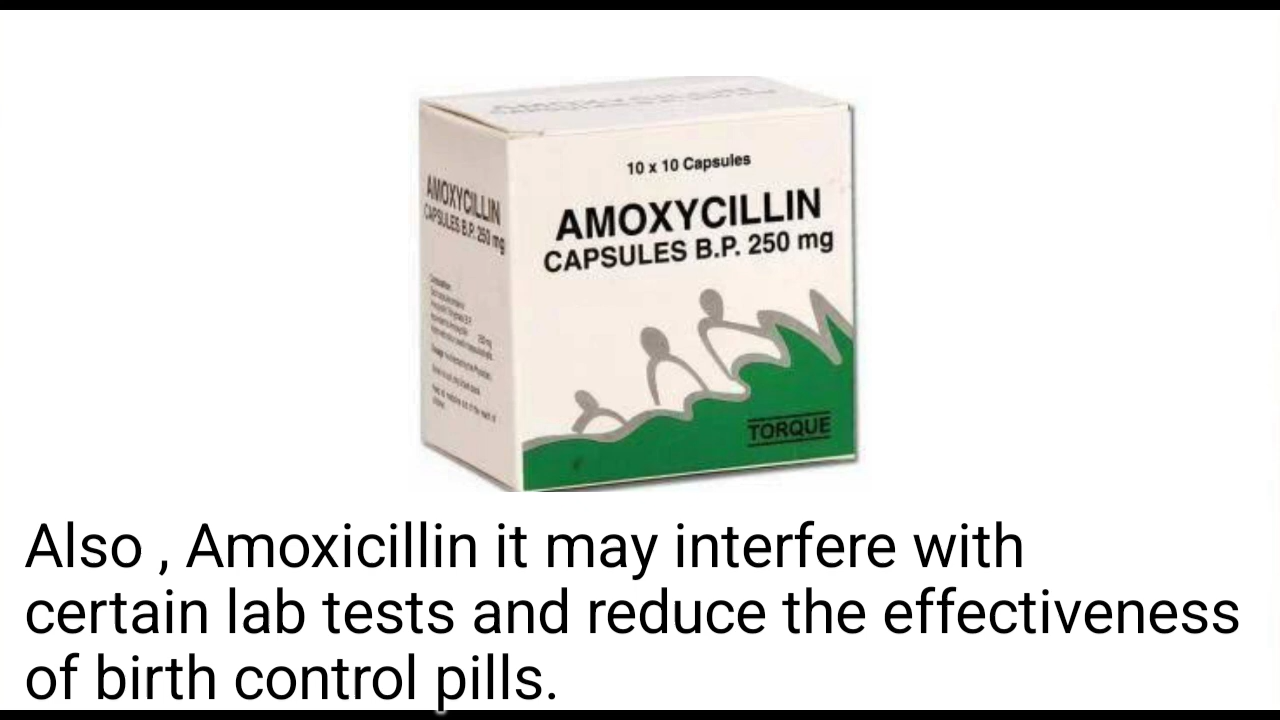 10 x 10 Capsules
AMOXYCILLIN
CAPSULES B.P. 250 mg
AMOXYCILLIN
CAPSULES B.P. 250 mg
TORQUE
Also , Amoxicillin it may interfere with
certain lab tests and reduce the effectiveness
of birth control pills.